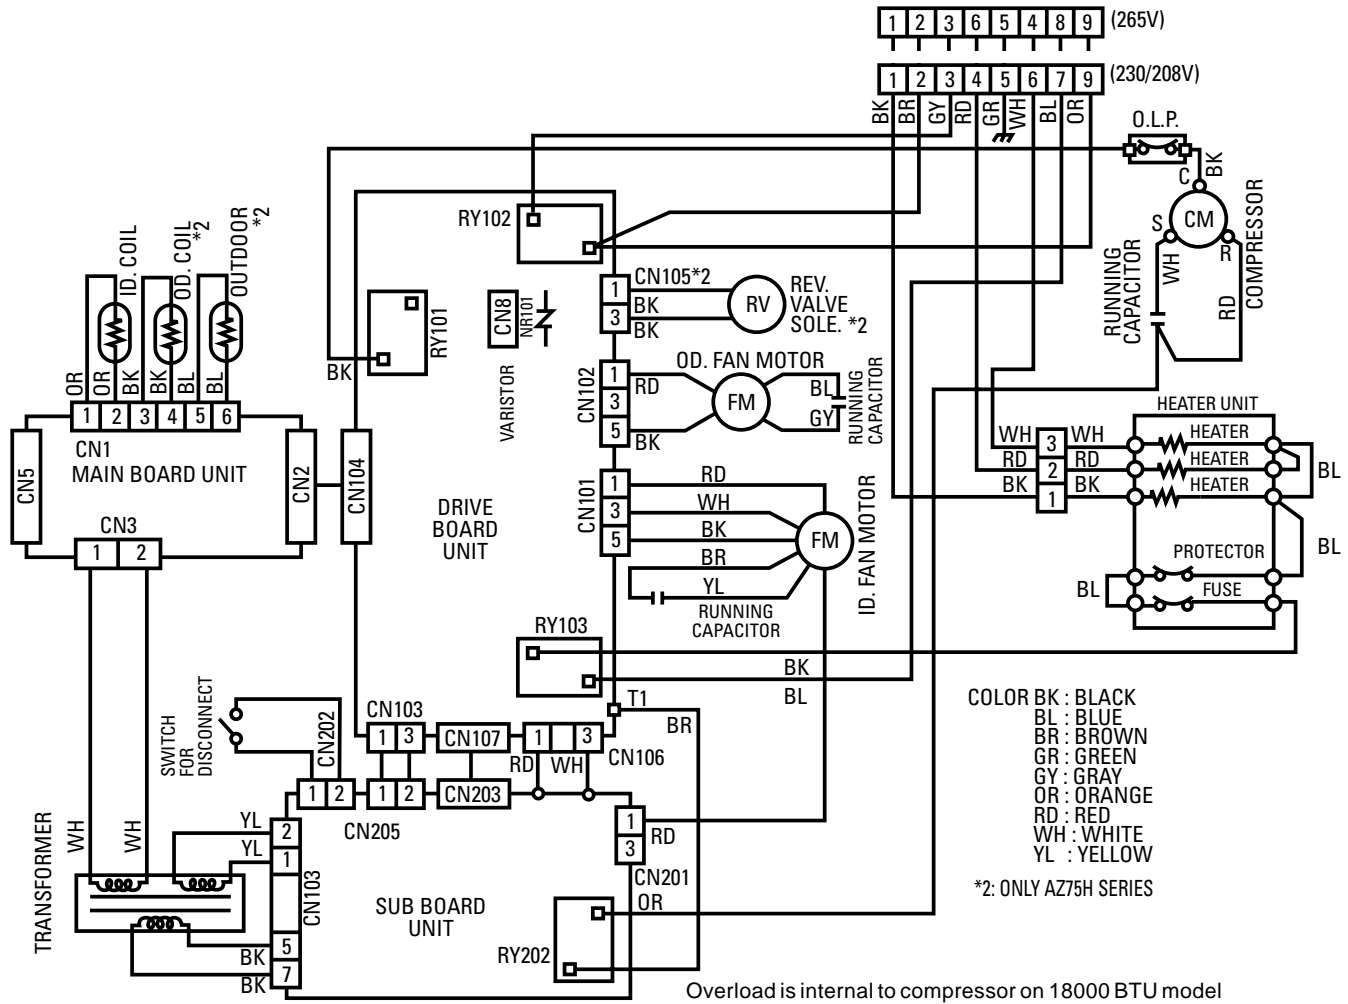 1 2 3 6 5 4 8 9 (265V)
1 2 3 4 5 6 7 9 (230/208V)
BK BR GY RD GR WH BL OR
O.L.P.
C BK
CM
S R
WH RD
COMPRESSOR
RUNNING
CAPACITOR
RY102
RY101
BK
CN8
NR101
VARISTOR
CN105*2
1 BK
3 BK
RV
REV.
VALVE
SOLE. *2
ID. COIL
OD. COIL
*2
OUTDOOR
*2
OR OR BK BK BL BL
1 2 3 4 5 6
CN1
MAIN BOARD UNIT
CN5
CN2
CN104
CN3
1 2
OD. FAN MOTOR
CN102
1 RD
3
5 BK
FM
BL
GY
RUNNING
CAPACITOR
DRIVE
BOARD
UNIT
CN101
1 RD
3 WH
5 BK
BR
YL
FM
ID. FAN MOTOR
RUNNING
CAPACITOR
HEATER UNIT
WH 3 WH HEATER
RD 2 RD HEATER
BK 1 BK HEATER
BL
BL
PROTECTOR
BL
FUSE
RY103
BK
BL
T1
BR
SWITCH
FOR
DISCONNECT
CN202
CN103
1 3
CN107
1 3
CN106
RD WH
1 2
1 2
CN203
CN205
1 RD
3
CN201
OR
TRANSFORMER
WH WH
YL 2
YL 1
CN103
BK 5
BK 7
SUB BOARD
UNIT
RY202
COLOR BK : BLACK
BL : BLUE
BR : BROWN
GR : GREEN
GY : GRAY
OR : ORANGE
RD : RED
WH : WHITE
YL : YELLOW
*2: ONLY AZ75H SERIES
Overload is internal to compressor on 18000 BTU model